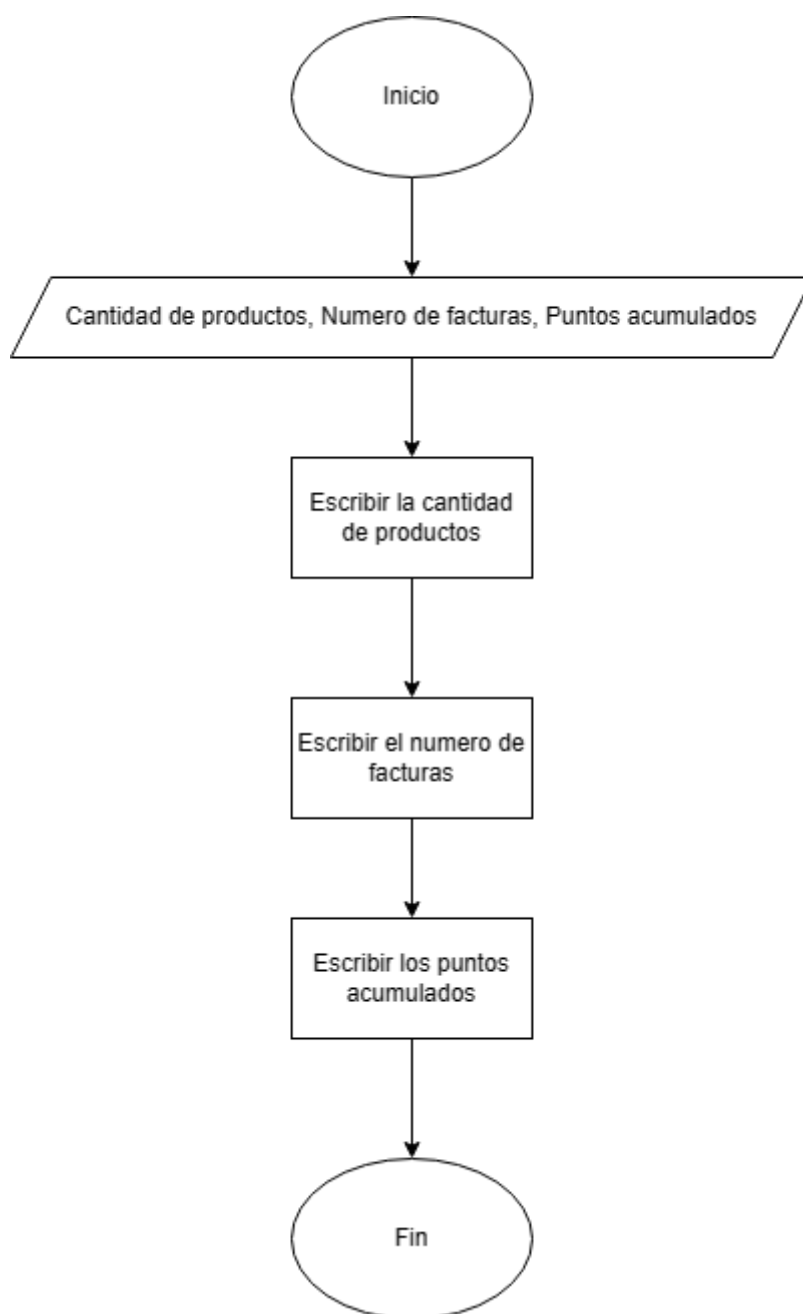 Inicio
Cantidad de productos, Numero de facturas, Puntos acumulados
Escribir la cantidad
de productos
Escribir el numero de
facturas
Escribir los puntos
acumulados
Fin